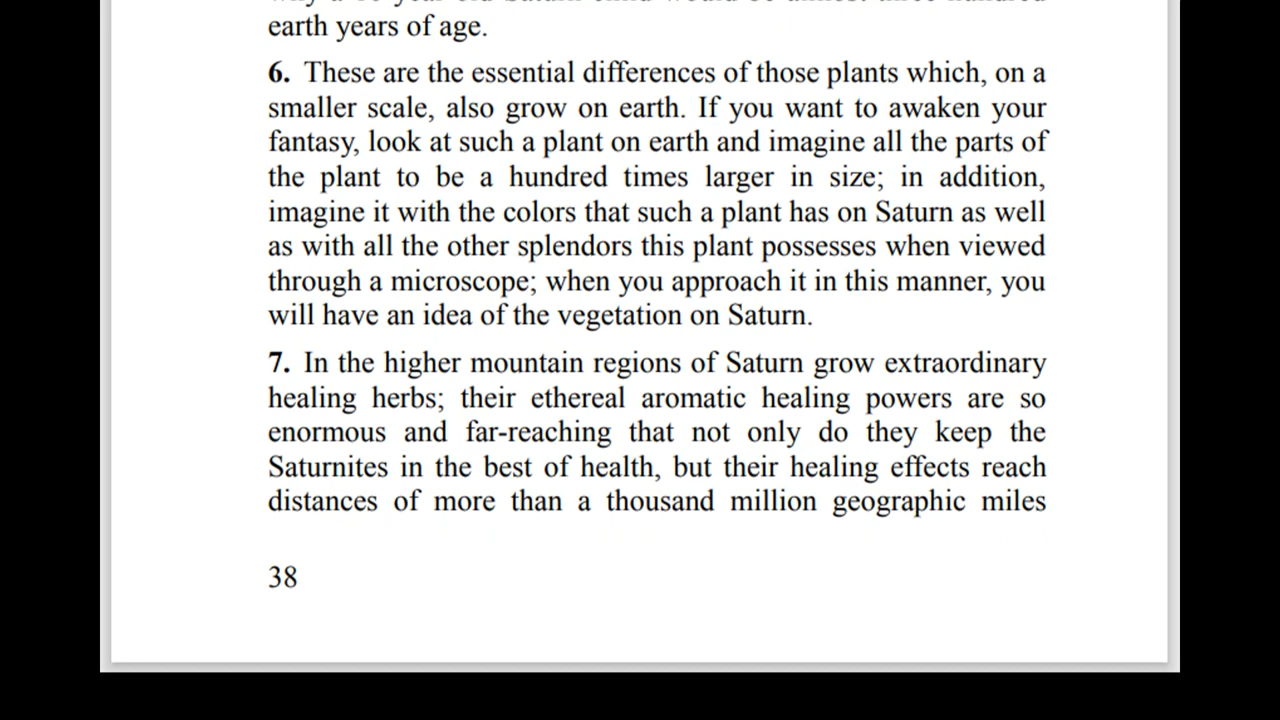 earth years of age.
6. These are the essential differences of those plants which, on a
smaller scale, also grow on earth. If you want to awaken your
fantasy, look at such a plant on earth and imagine all the parts of
the plant to be a hundred times larger in size; in addition,
imagine it with the colors that such a plant has on Saturn as well
as with all the other splendors this plant possesses when viewed
through a microscope; when you approach it in this manner, you
will have an idea of the vegetation on Saturn.
7. In the higher mountain regions of Saturn grow extraordinary
healing herbs; their ethereal aromatic healing powers are so
enormous and far-reaching that not only do they keep the
Saturnites in the best of health, but their healing effects reach
distances of more than a thousand million geographic miles
38